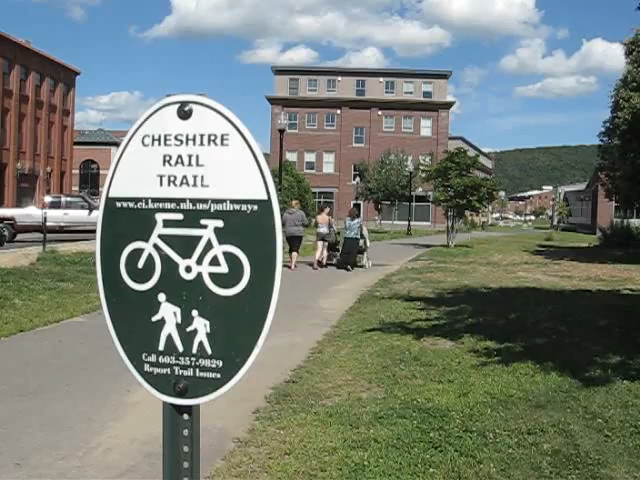 CHESHIRE
RAIL
TRAIL
www.ci.keene.nh.us/pathways
Call 603-357-9829
Report Trail Issues